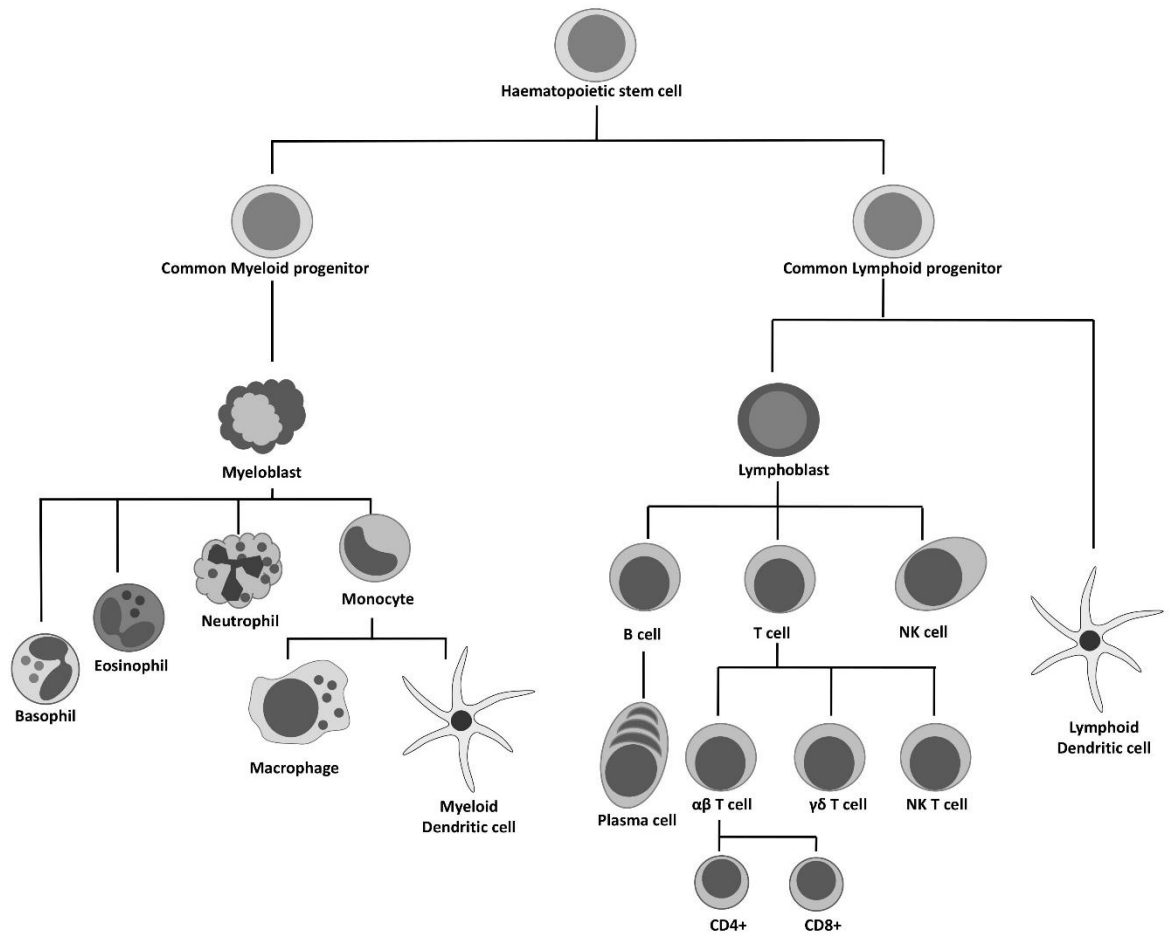 Haematopoietic stem cell
Common Myeloid progenitor
Common Lymphoid progenitor
Myeloblast
Lymphoblast
Basophil
Eosinophil
Neutrophil
Monocyte
Macrophage
Myeloid
Dendritic cell
B cell
T cell
NK cell
Lymphoid
Dendritic cell
Plasma cell
αβ T cell
γδ T cell
NK T cell
CD4+
CD8+